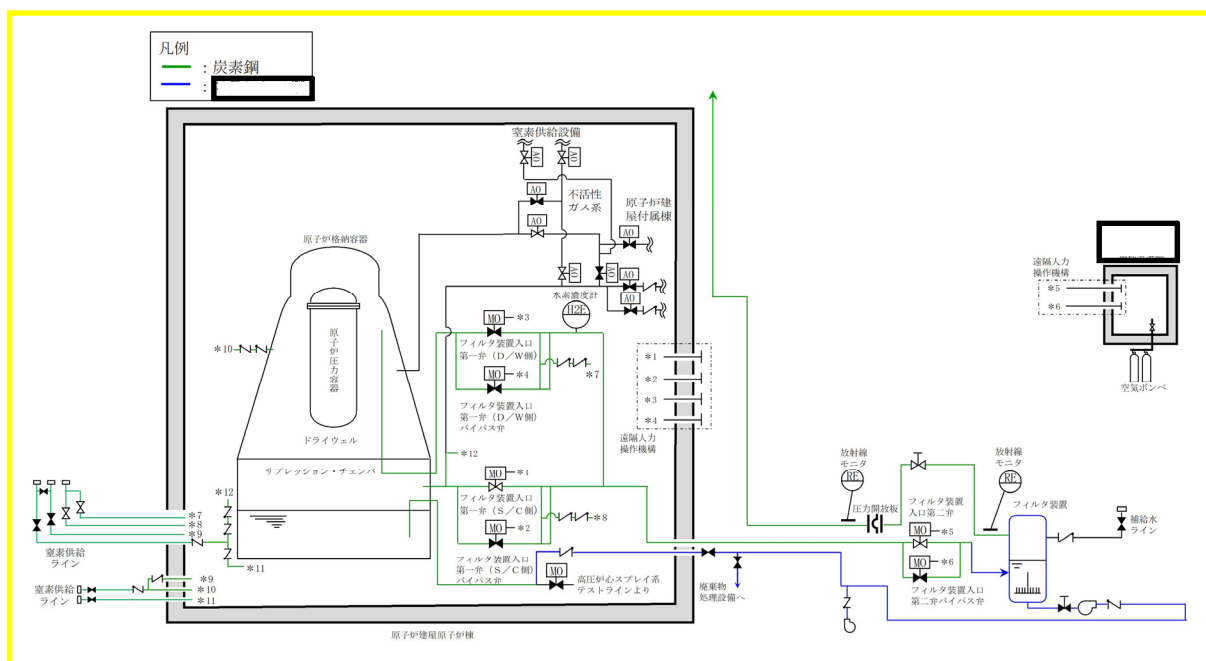 凡例
：炭素鋼
：
窒素供給設備
AO
AO
AO
不活性
ガス系
AO
原子炉建
屋付属棟
AO
AO
AO
AO
AO
原子炉格納容器
原子炉圧力容器
ドライウェル
サプレッション・チェンバ
水素濃度計
H2E
MO
*3
フィルタ装置入口
第一弁（D／W側）
MO
*4
*7
フィルタ装置入口
第一弁（D／W側）
バイパス弁
*10
*12
MO
*1
フィルタ装置入口
第一弁（S／C側）
MO
*2
*8
フィルタ装置入口
第一弁（S／C側）
バイパス弁
MO
高圧炉心スプレイ系
テストラインより
*1
*2
*3
*4
遠隔人力
操作機構
*12
*7
*8
*9
*11
窒素供給
ライン
*9
*10
*11
窒素供給
ライン
原子炉建屋原子炉棟
廃棄物
処理設備へ
放射線
モニタ
RE
圧力開放板
フィルタ装置
入口第二弁
MO
*5
MO
*6
フィルタ装置
第二弁バイパス弁
放射線
モニタ
RE
フィルタ装置
補給水
ライン
遠隔人力
操作機構
*5
*6
空気ボンベ